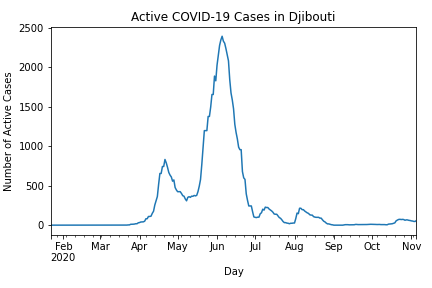 Active COVID-19 Cases in Djibouti
2500
2000
1500
1000
500
0
Number of Active Cases
Feb Mar Apr May Jun Jul Aug Sep Oct Nov
2020
Day